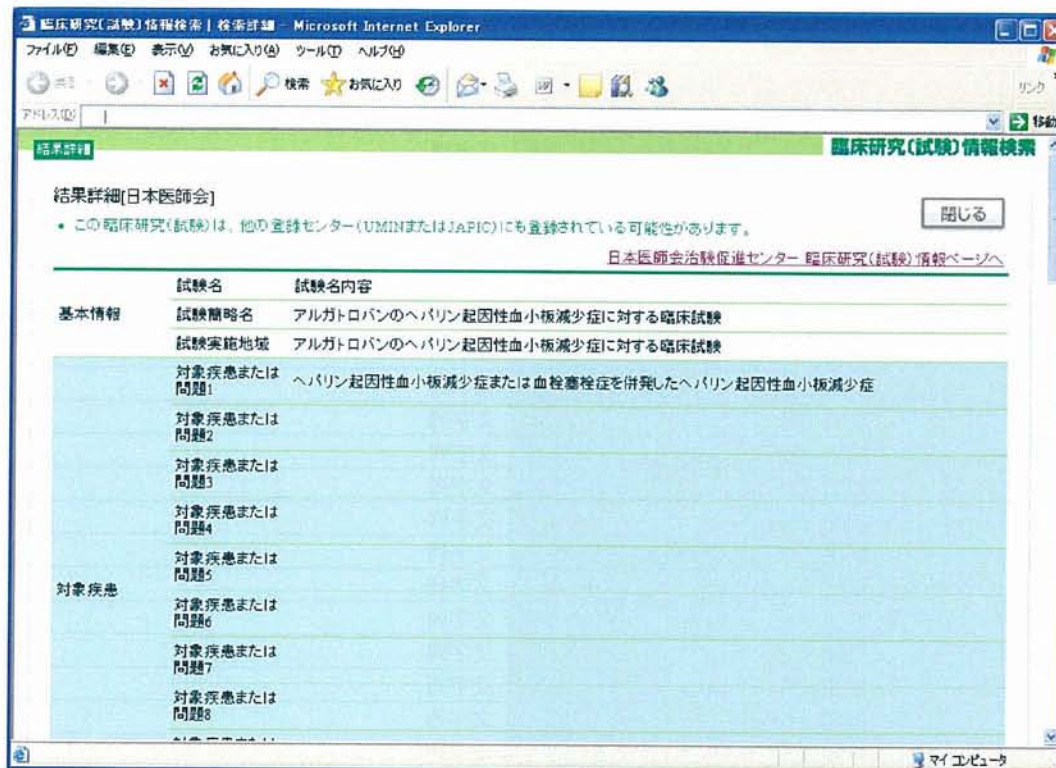 臨床研究(試験)情報検索 | 検索詳細 - Microsoft Internet Explorer
ファイル(F) 編集(E) 表示(V) お気に入り(A) ツール(T) ヘルプ(H)
戻る 検索 お気に入り リンク
アドレス(D) 移動
結果詳細 臨床研究(試験)情報検索
結果詳細[日本医師会]
閉じる
• この臨床研究(試験)は、他の登録センター(UMINまたはJAPIC)にも登録されている可能性があります。
日本医師会治験促進センター 臨床研究(試験)情報ページへ
試験名 試験名内容
基本情報 試験簡略名 アルガトロバンのヘパリン起因性血小板減少症に対する臨床試験
試験実施地域 アルガトロバンのヘパリン起因性血小板減少症に対する臨床試験
対象疾患または
問題1 ヘパリン起因性血小板減少症または血栓塞栓症を併発したヘパリン起因性血小板減少症
対象疾患または
問題2
対象疾患または
問題3
対象疾患または
問題4
対象疾患または
問題5
対象疾患
対象疾患または
問題6
対象疾患または
問題7
対象疾患または
問題8
マイ コンピュータ